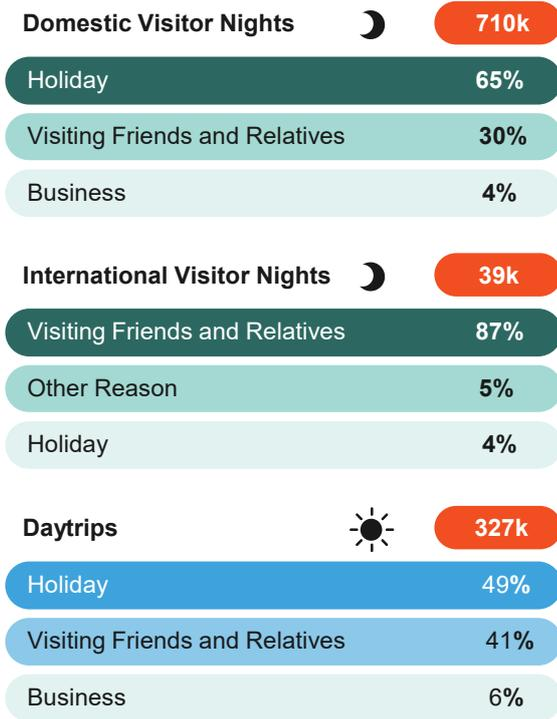 Domestic Visitor Nights 710k
Holiday 65%
Visiting Friends and Relatives 30%
Business 4%
International Visitor Nights 39k
Visiting Friends and Relatives 87%
Other Reason 5%
Holiday 4%
Daytrips 327k
Holiday 49%
Visiting Friends and Relatives 41%
Business 6%